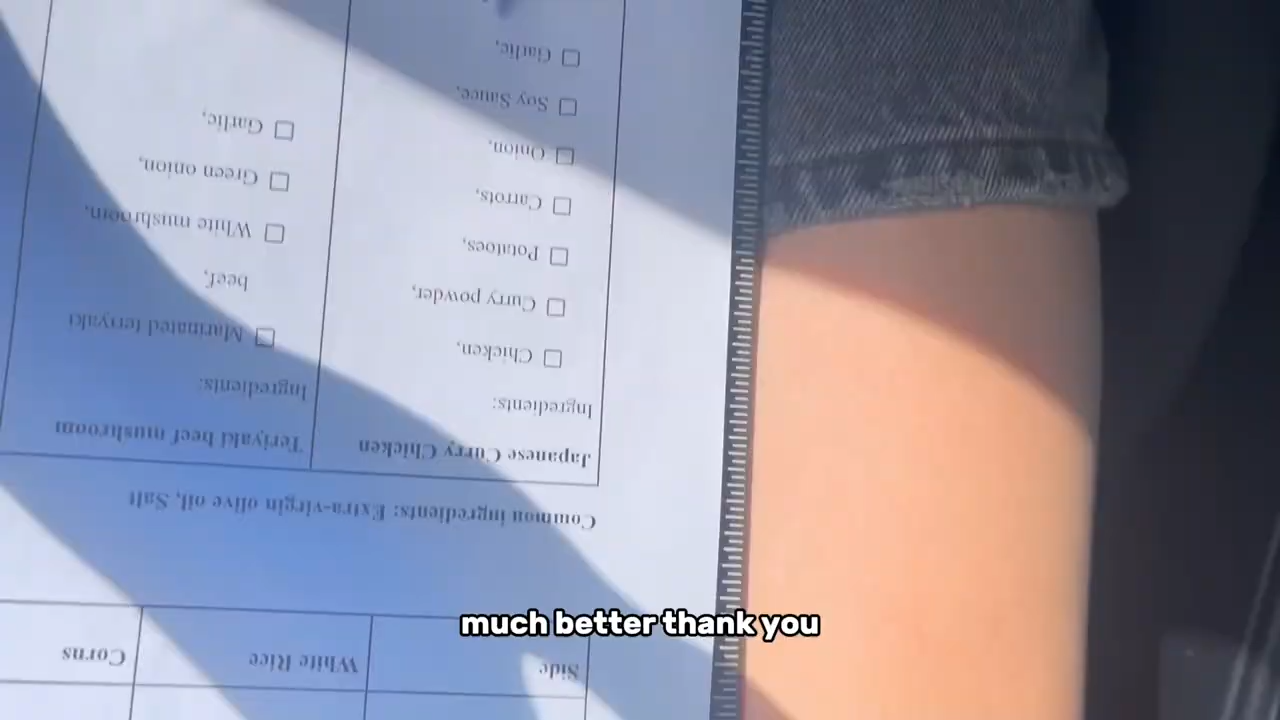 Side
White Rice
Corns
Common ingredients: Extra-virgin olive oil, Salt
Japanese Curry Chicken
Ingredients:
☐ Chicken,
☐ Curry powder,
☐ Potatoes,
☐ Carrots,
☐ Onion,
☐ Soy Sauce,
☐ Garlic,
Teriyaki beef mushroom
Ingredients:
☐ Marinated teriyaki
beef,
☐ White mushroom,
☐ Green onion,
☐ Garlic,
much better thank you